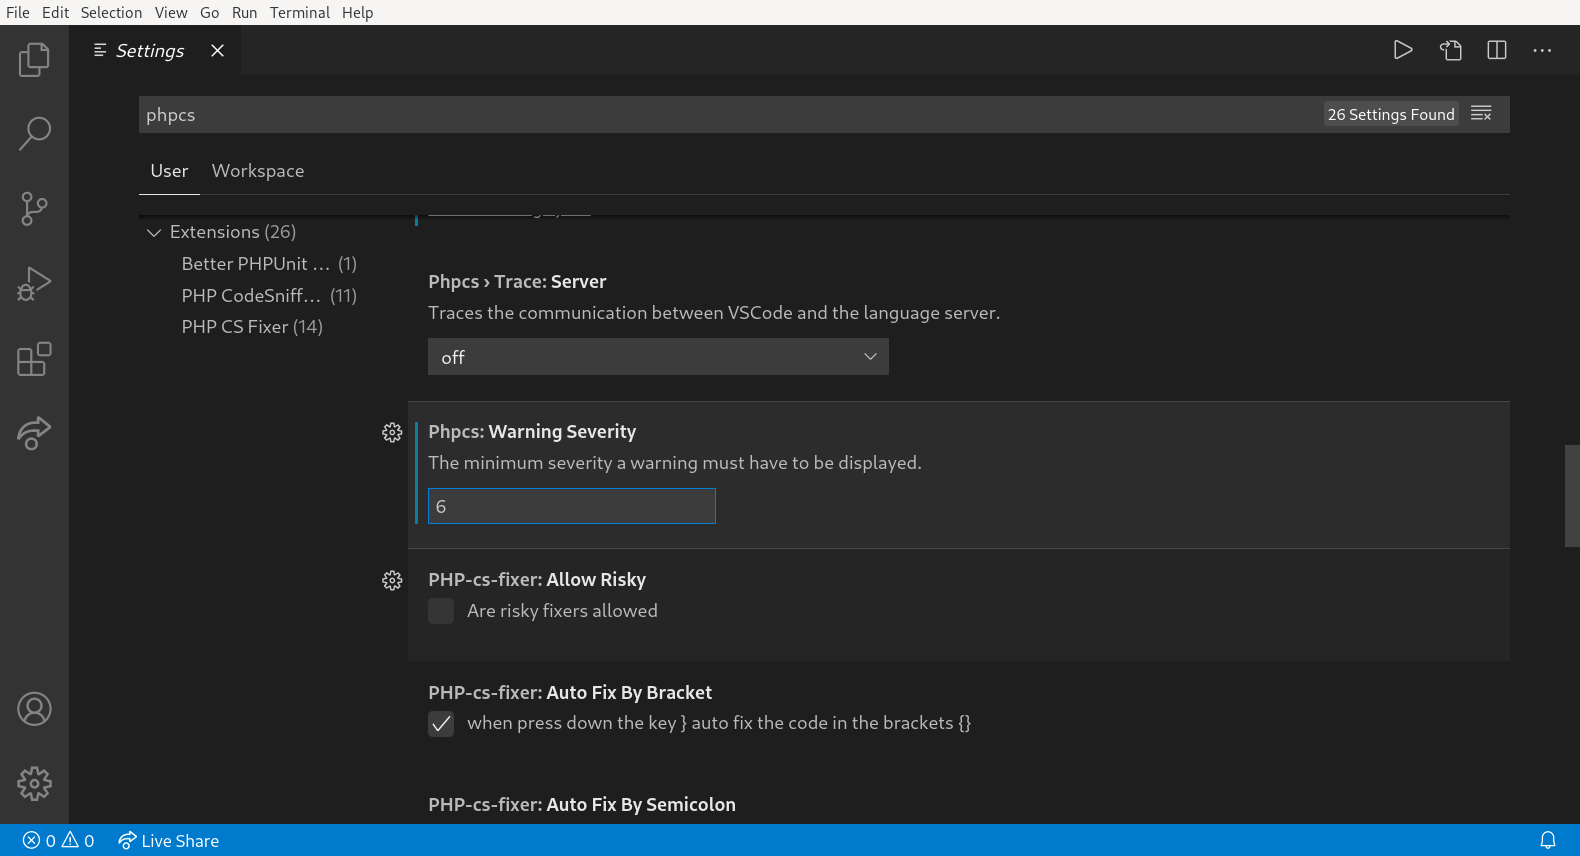 File Edit Selection View Go Run Terminal Help
Settings
phpcs
26 Settings Found
User Workspace
Extensions (26)
Better PHPUnit ... (1)
PHP CodeSniff... (11)
PHP CS Fixer (14)
Phpcs › Trace: Server
Traces the communication between VSCode and the language server.
off
Phpcs: Warning Severity
The minimum severity a warning must have to be displayed.
6
PHP-cs-fixer: Allow Risky
Are risky fixers allowed
PHP-cs-fixer: Auto Fix By Bracket
when press down the key } auto fix the code in the brackets {}
PHP-cs-fixer: Auto Fix By Semicolon
0 0 Live Share